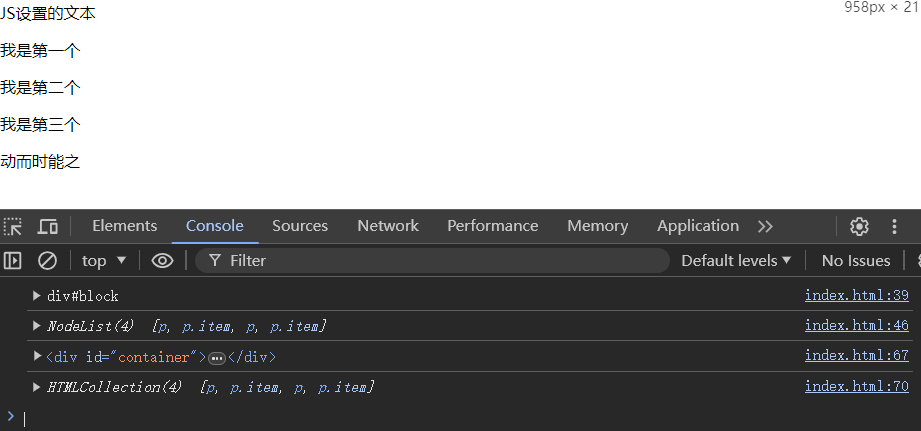 JS设置的文本
958px × 21
我是第一个
我是第二个
我是第三个
动而时能之
Elements Console Sources Network Performance Memory Application
top Filter Default levels No Issues
div#block index.html:39
NodeList(4) [p, p.item, p, p.item] index.html:46
<div id="container">…</div> index.html:67
HTMLCollection(4) [p, p.item, p, p.item] index.html:70